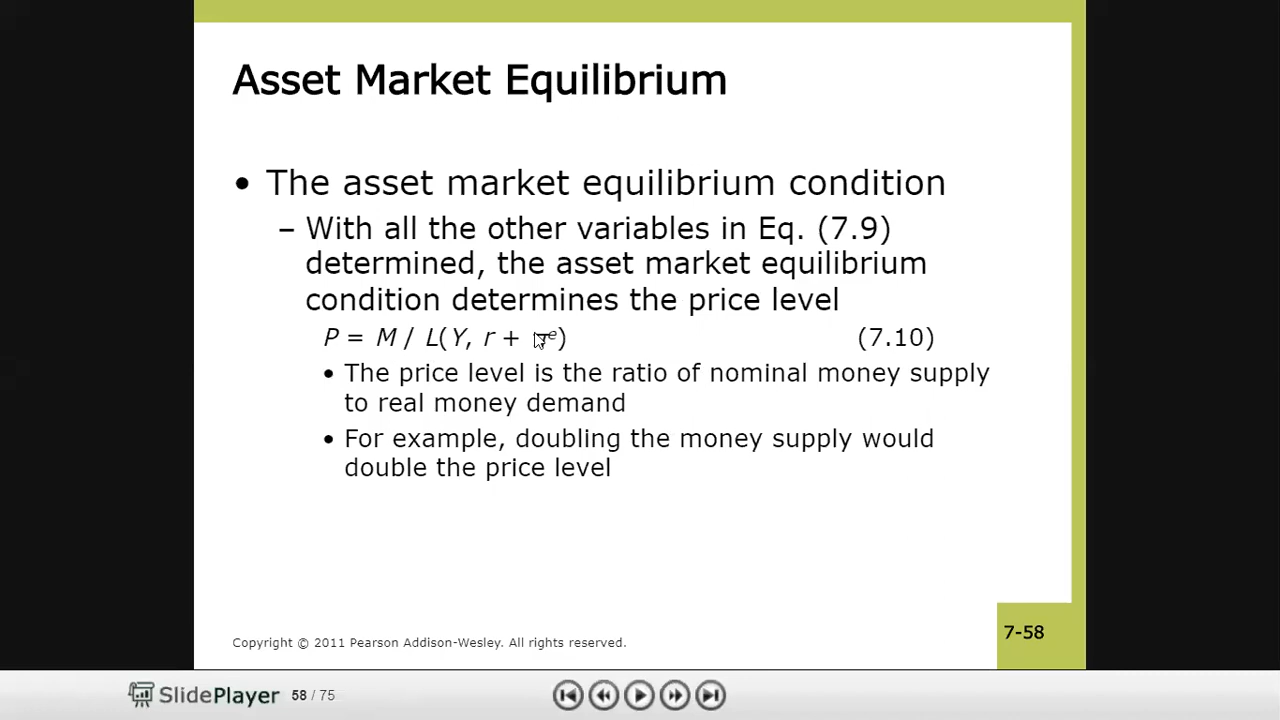 Asset Market Equilibrium
• The asset market equilibrium condition
– With all the other variables in Eq. (7.9)
determined, the asset market equilibrium
condition determines the price level
P = M / L(Y, r + πᵉ) (7.10)
• The price level is the ratio of nominal money supply
to real money demand
• For example, doubling the money supply would
double the price level
Copyright © 2011 Pearson Addison-Wesley. All rights reserved.
7-58
SlidePlayer 58 / 75